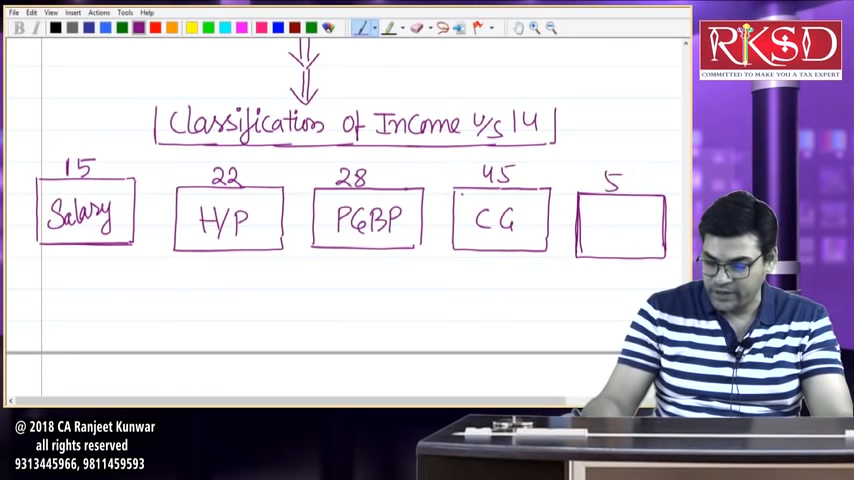 File Edit View Insert Actions Tools Help
B I
RKSD
COMMITTED TO MAKE YOU A TAX EXPERT
Classification of Income u/s 14
15 22 28 45 5
Salary H/P PGBP CG
@ 2018 CA Ranjeet Kunwar
all rights reserved
9313445966, 9811459593